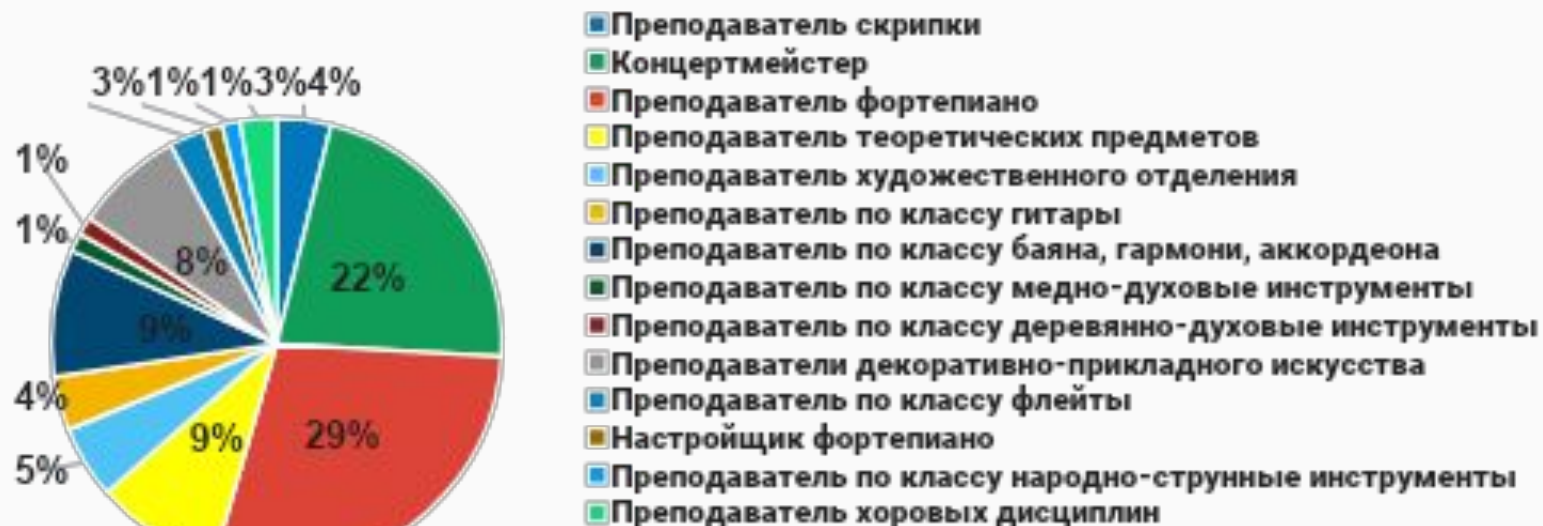 3%1%1%3%4%
1%
1%
8%
22%
9%
4%
9%
29%
5%
Преподаватель скрипки
Концертмейстер
Преподаватель фортепиано
Преподаватель теоретических предметов
Преподаватель художественного отделения
Преподаватель по классу гитары
Преподаватель по классу баяна, гармони, аккордеона
Преподаватель по классу медно-духовые инструменты
Преподаватель по классу деревянно-духовые инструменты
Преподаватели декоративно-прикладного искусства
Преподаватель по классу флейты
Настройщик фортепиано
Преподаватель по классу народно-струнные инструменты
Преподаватель хоровых дисциплин